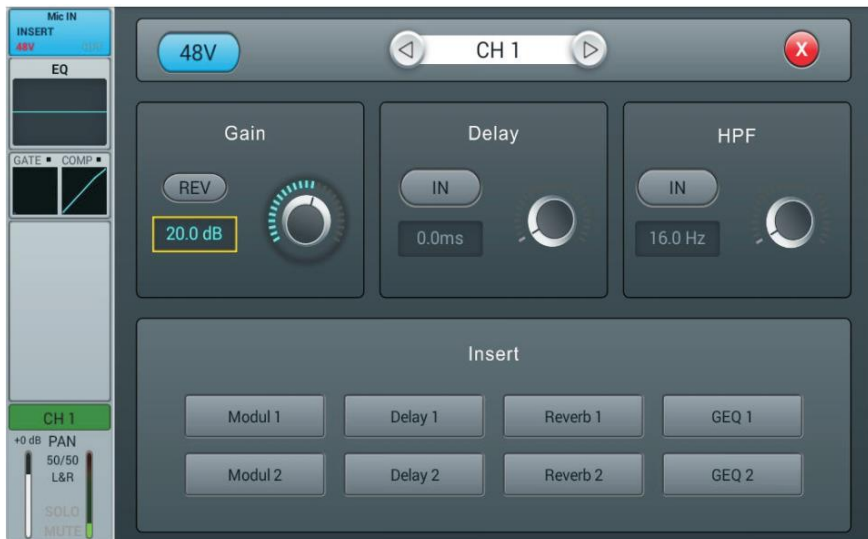 Mic IN
INSERT
48V
EQ
GATE COMP
CH 1
+0 dB PAN
50/50
L&R
SOLO
MUTE
48V
CH 1
X
Gain
REV
20.0 dB
Delay
IN
0.0ms
HPF
IN
16.0 Hz
Insert
Modul 1 Delay 1 Reverb 1 GEQ 1
Modul 2 Delay 2 Reverb 2 GEQ 2